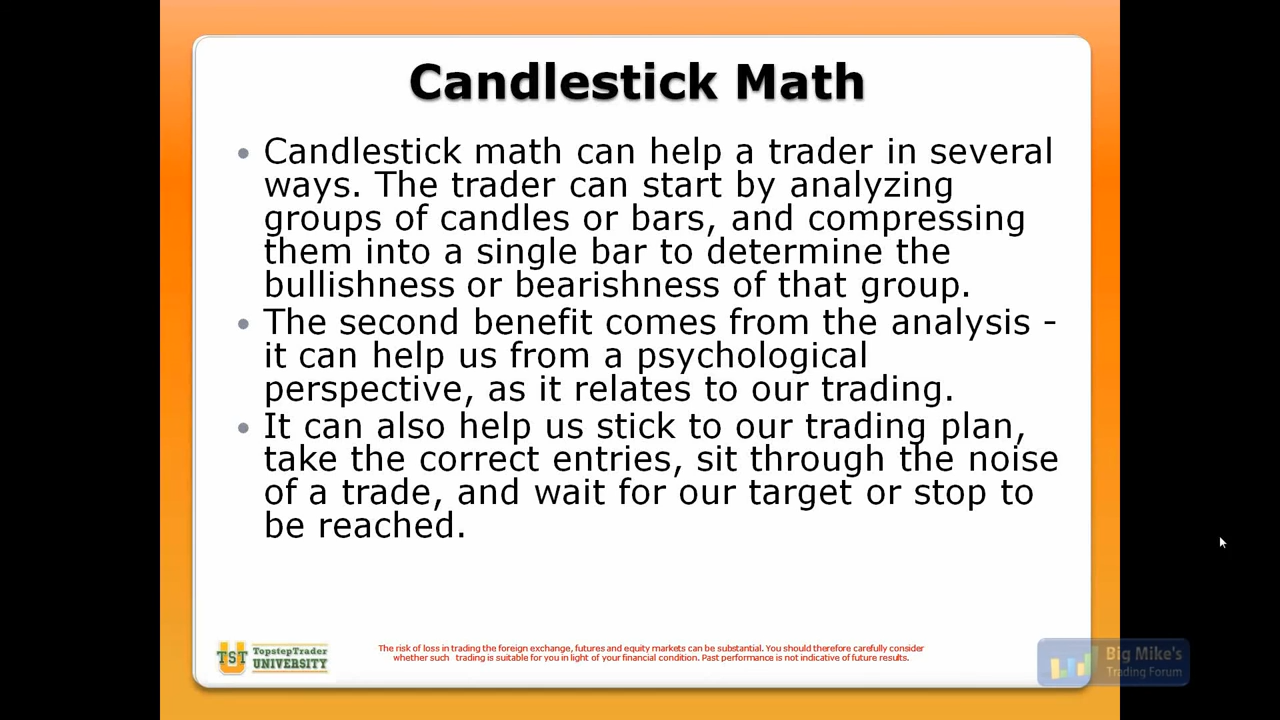 Candlestick Math
• Candlestick math can help a trader in several
ways. The trader can start by analyzing
groups of candles or bars, and compressing
them into a single bar to determine the
bullishness or bearishness of that group.
• The second benefit comes from the analysis -
it can help us from a psychological
perspective, as it relates to our trading.
• It can also help us stick to our trading plan,
take the correct entries, sit through the noise
of a trade, and wait for our target or stop to
be reached.
U
TST
TopstepTrader
UNIVERSITY
The risk of loss in trading the foreign exchange, futures and equity markets can be substantial. You should therefore carefully consider
whether such trading is suitable for you in light of your financial condition. Past performance is not indicative of future results.
Big Mike's
Trading Forum